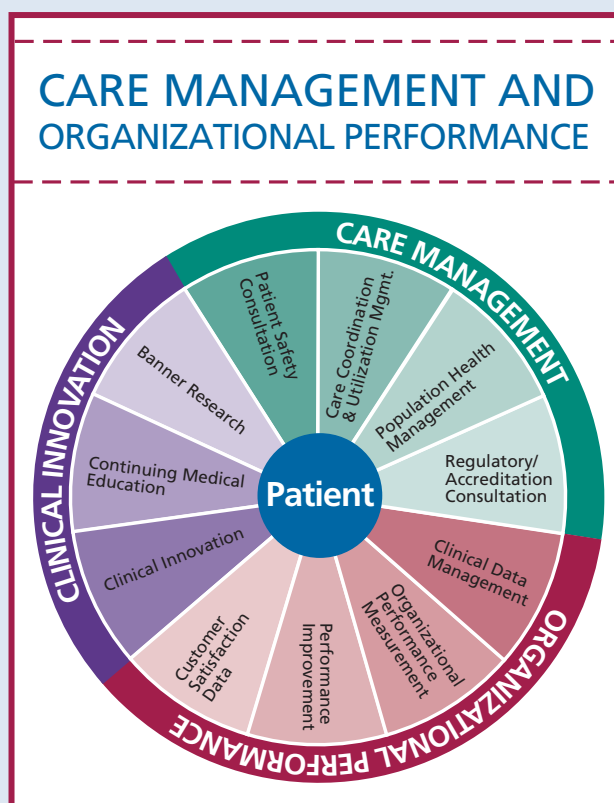 CARE MANAGEMENT AND
ORGANIZATIONAL PERFORMANCE
CARE MANAGEMENT
Patient Safety
Consultation
Care Coordination
& Utilization Mgmt.
Population Health
Management
Regulatory/
Accreditation
Consultation
ORGANIZATIONAL PERFORMANCE
Clinical Data
Management
Organizational
Performance
Measurement
Performance
Improvement
Customer
Satisfaction
Data
CLINICAL INNOVATION
Clinical Innovation
Continuing Medical
Education
Banner Research
Patient